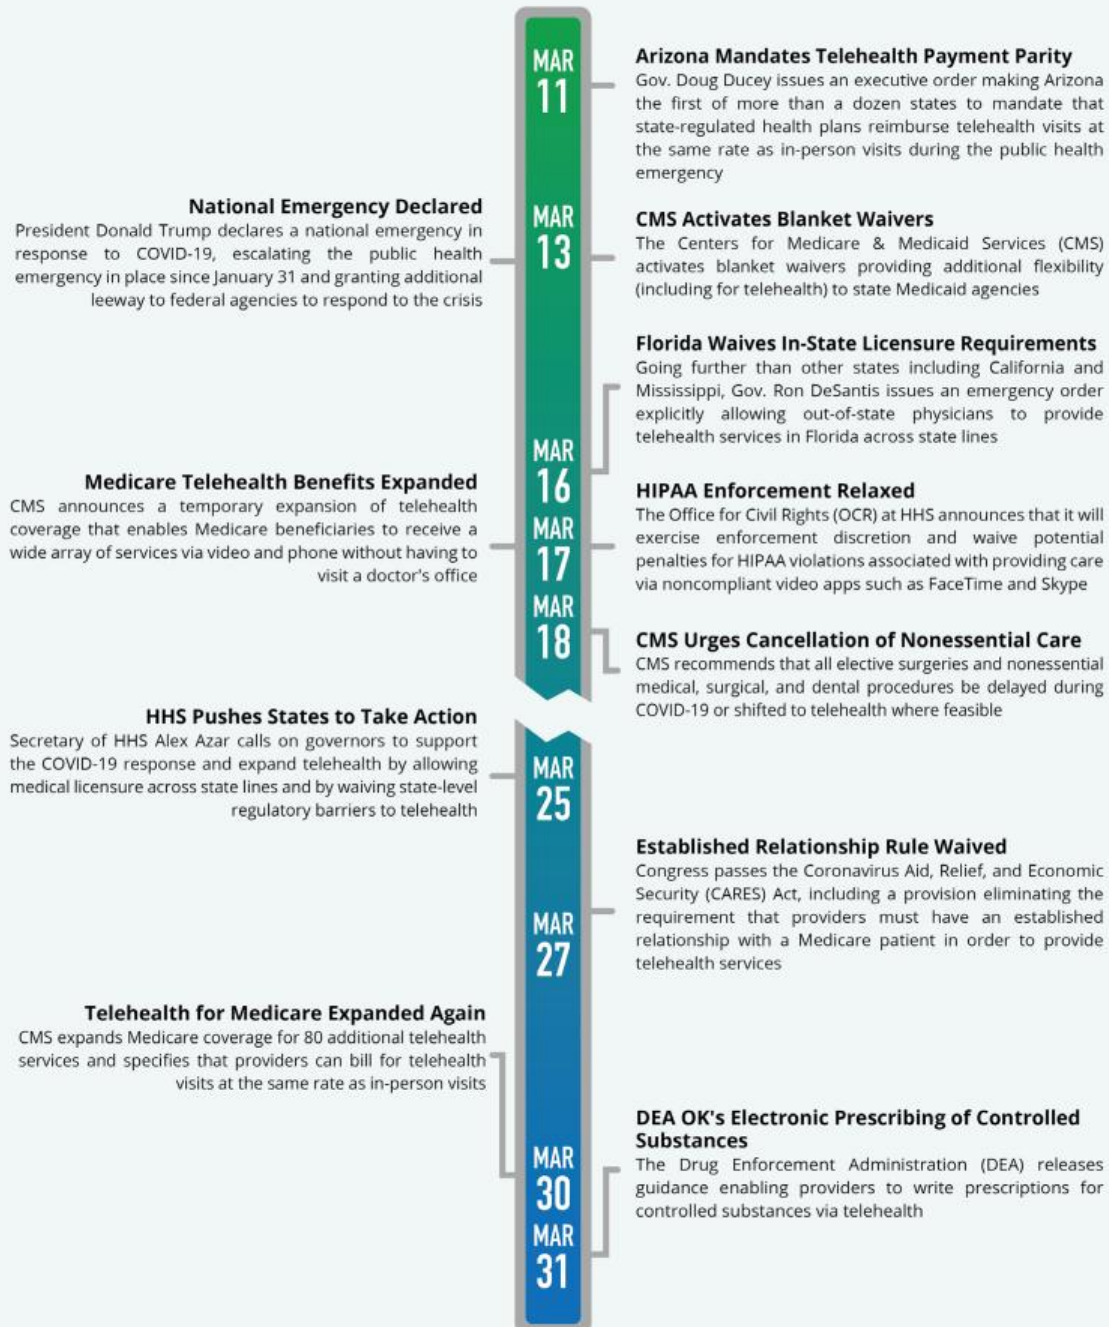 MAR
11
Arizona Mandates Telehealth Payment Parity
Gov. Doug Ducey issues an executive order making Arizona
the first of more than a dozen states to mandate that
state-regulated health plans reimburse telehealth visits at
the same rate as in-person visits during the public health
emergency
MAR
13
National Emergency Declared
President Donald Trump declares a national emergency in
response to COVID-19, escalating the public health
emergency in place since January 31 and granting additional
leeway to federal agencies to respond to the crisis
CMS Activates Blanket Waivers
The Centers for Medicare & Medicaid Services (CMS)
activates blanket waivers providing additional flexibility
(including for telehealth) to state Medicaid agencies
MAR
16
Florida Waives In-State Licensure Requirements
Going further than other states including California and
Mississippi, Gov. Ron DeSantis issues an emergency order
explicitly allowing out-of-state physicians to provide
telehealth services in Florida across state lines
MAR
17
Medicare Telehealth Benefits Expanded
CMS announces a temporary expansion of telehealth
coverage that enables Medicare beneficiaries to receive a
wide array of services via video and phone without having to
visit a doctor's office
HIPAA Enforcement Relaxed
The Office for Civil Rights (OCR) at HHS announces that it will
exercise enforcement discretion and waive potential
penalties for HIPAA violations associated with providing care
via noncompliant video apps such as FaceTime and Skype
MAR
18
CMS Urges Cancellation of Nonessential Care
CMS recommends that all elective surgeries and nonessential
medical, surgical, and dental procedures be delayed during
COVID-19 or shifted to telehealth where feasible
MAR
25
HHS Pushes States to Take Action
Secretary of HHS Alex Azar calls on governors to support
the COVID-19 response and expand telehealth by allowing
medical licensure across state lines and by waiving state-level
regulatory barriers to telehealth
MAR
27
Established Relationship Rule Waived
Congress passes the Coronavirus Aid, Relief, and Economic
Security (CARES) Act, including a provision eliminating the
requirement that providers must have an established
relationship with a Medicare patient in order to provide
telehealth services
MAR
30
Telehealth for Medicare Expanded Again
CMS expands Medicare coverage for 80 additional telehealth
services and specifies that providers can bill for telehealth
visits at the same rate as in-person visits
MAR
31
DEA OK's Electronic Prescribing of Controlled
Substances
The Drug Enforcement Administration (DEA) releases
guidance enabling providers to write prescriptions for
controlled substances via telehealth